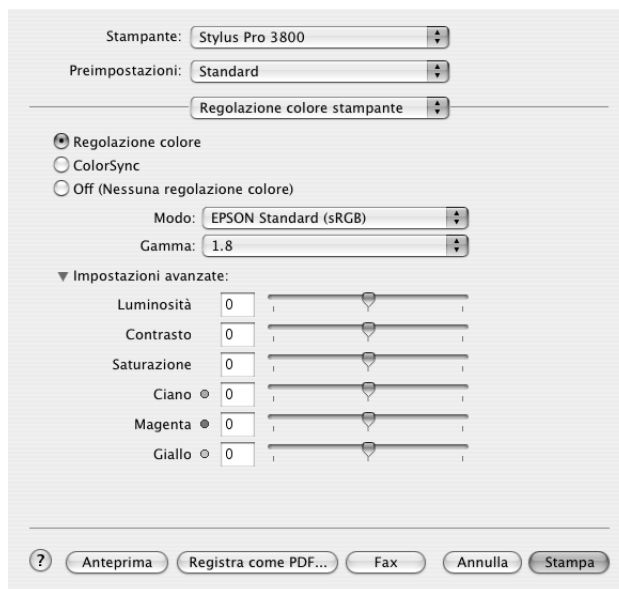 Stampante: Stylus Pro 3800
Preimpostazioni: Standard
Regolazione colore stampante
Regolazione colore
ColorSync
Off (Nessuna regolazione colore)
Modo: EPSON Standard (sRGB)
Gamma: 1.8
Impostazioni avanzate:
Luminosità 0
Contrasto 0
Saturazione 0
Ciano 0
Magenta 0
Giallo 0
? Anteprima Registra come PDF... Fax Annulla Stampa